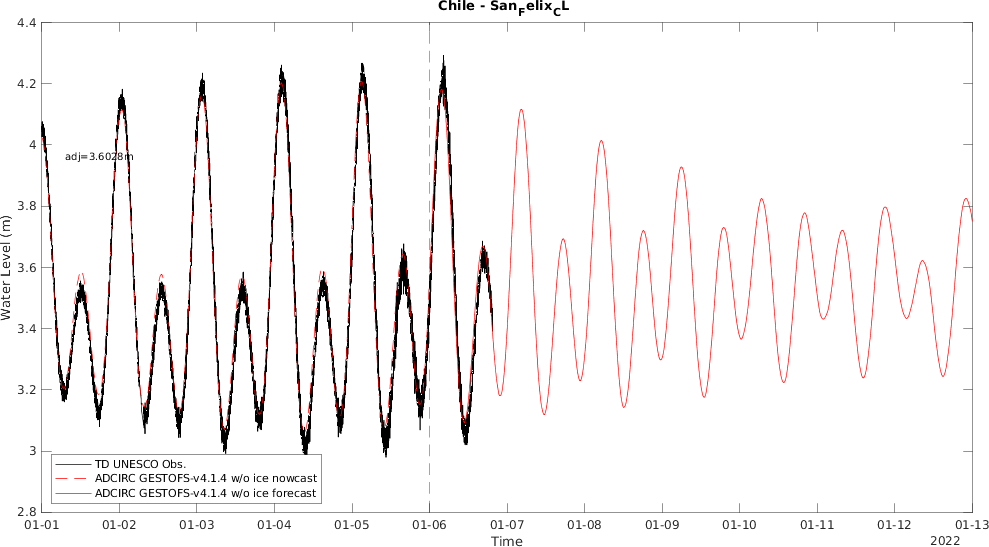 Chile - SanFelixCL
4.4
4.2
4
3.8
3.6
3.4
3.2
3
2.8
Water Level (m)
adj=3.6028m
TD UNESCO Obs.
ADCIRC GESTOFS-v4.1.4 w/o ice nowcast
ADCIRC GESTOFS-v4.1.4 w/o ice forecast
01-01 01-02 01-03 01-04 01-05 01-06 01-07 01-08 01-09 01-10 01-11 01-12 01-13
Time
2022